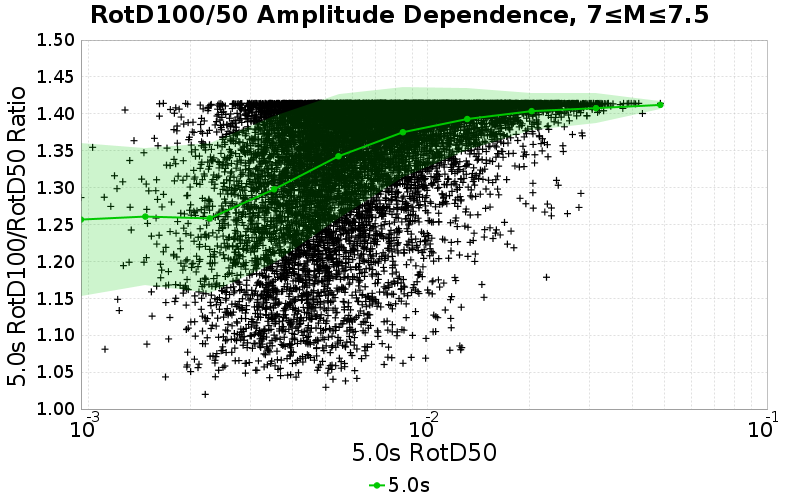 RotD100/50 Amplitude Dependence, 7≤M≤7.5
5.0s RotD100/RotD50 Ratio
1.50
1.45
1.40
1.35
1.30
1.25
1.20
1.15
1.10
1.05
1.00
10-3 10-2 10-1
5.0s RotD50
5.0s